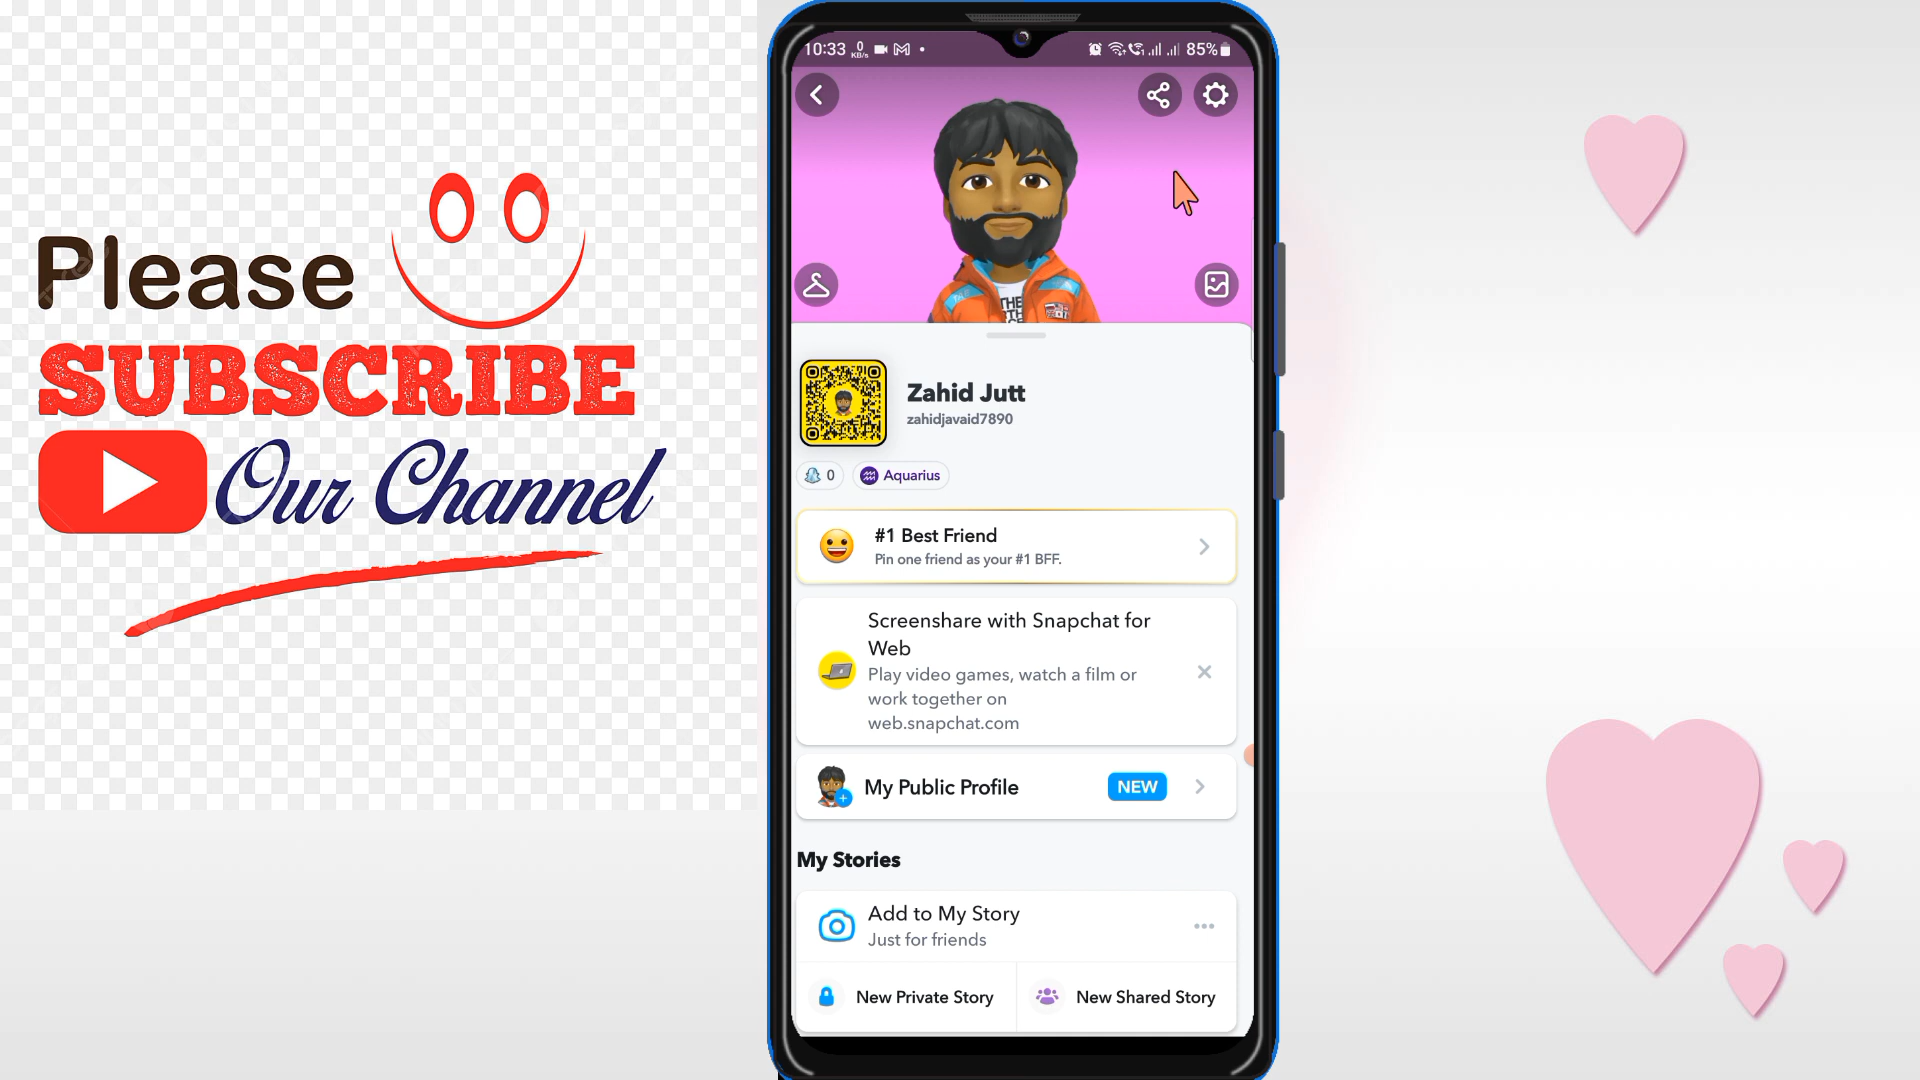 Please
SUBSCRIBE
Our Channel
10:33 0 KB/s 85%
THE
Zahid Jutt
zahidjavaid7890
0 Aquarius
#1 Best Friend
Pin one friend as your #1 BFF.
Screenshare with Snapchat for
Web
Play video games, watch a film or
work together on
web.snapchat.com
My Public Profile NEW
My Stories
Add to My Story
Just for friends
New Private Story New Shared Story